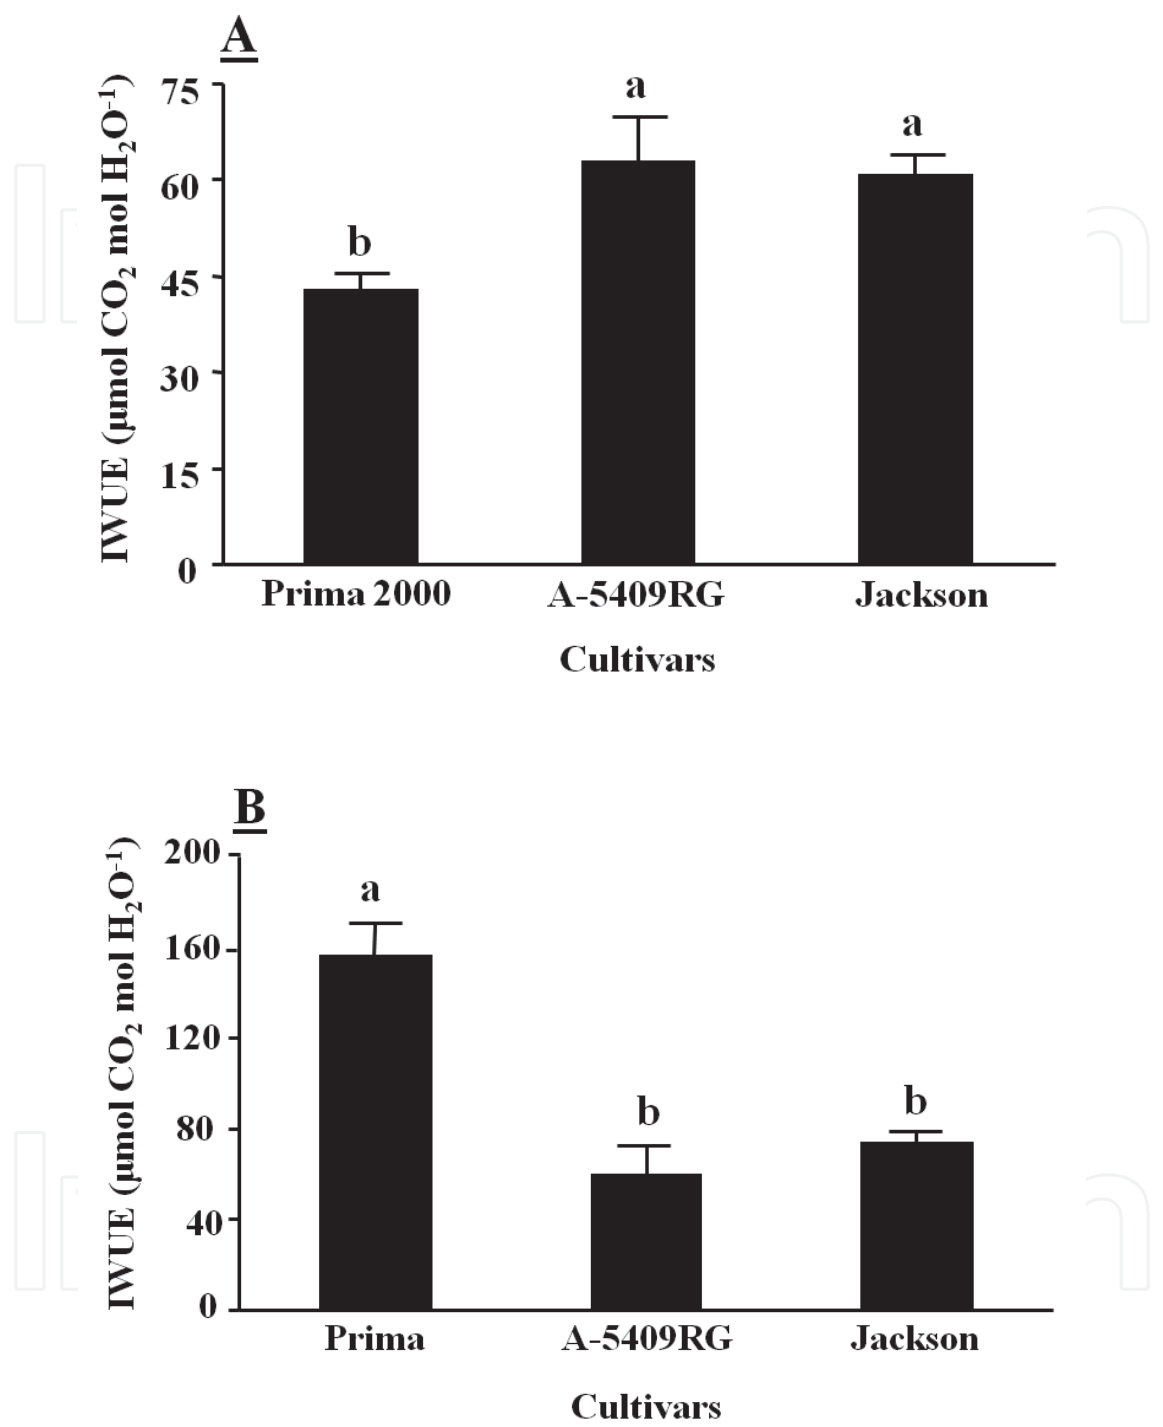 A
IWUE (μmol CO₂ mol H₂O⁻¹)
75
60
45
30
15
0
b
a
a
Prima 2000 A-5409RG Jackson
Cultivars
B
IWUE (μmol CO₂ mol H₂O⁻¹)
200
160
120
80
40
0
a
b
b
Prima A-5409RG Jackson
Cultivars